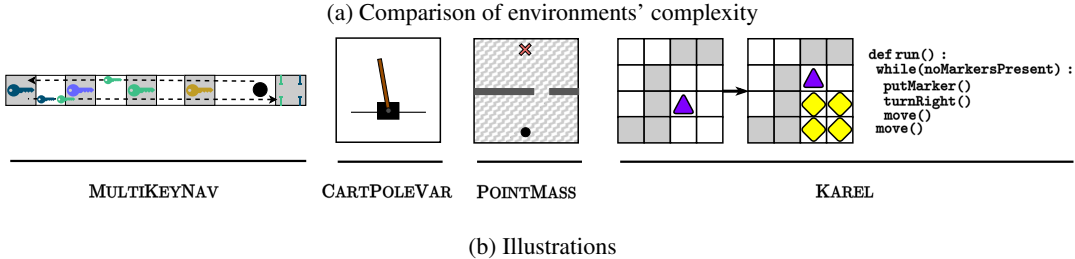 (a) Comparison of environments' complexity
def run():
while(noMarkersPresent):
putMarker()
turnRight()
move()
move()
MULTIKEYNAV
CARTPOLEVAR
POINTMASS
KAREL
(b) Illustrations